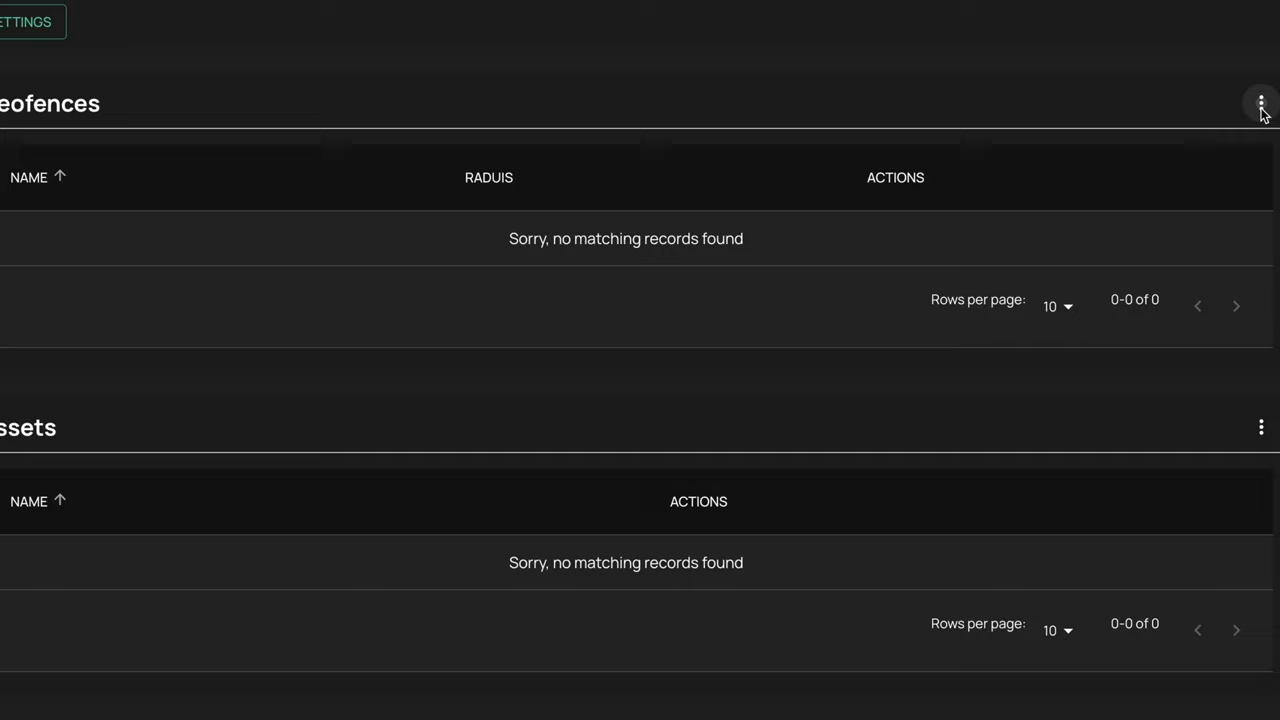 ETTINGS
eofences
NAME RADUIS ACTIONS
Sorry, no matching records found
Rows per page: 10 0-0 of 0
ssets
NAME ACTIONS
Sorry, no matching records found
Rows per page: 10 0-0 of 0